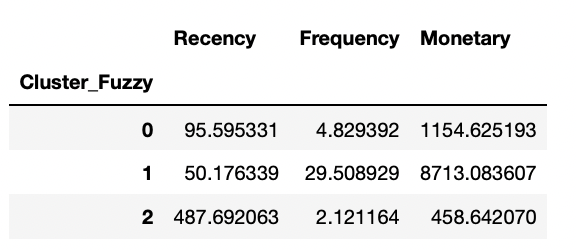 Recency Frequency Monetary
Cluster_Fuzzy
0 95.595331 4.829392 1154.625193
1 50.176339 29.508929 8713.083607
2 487.692063 2.121164 458.642070